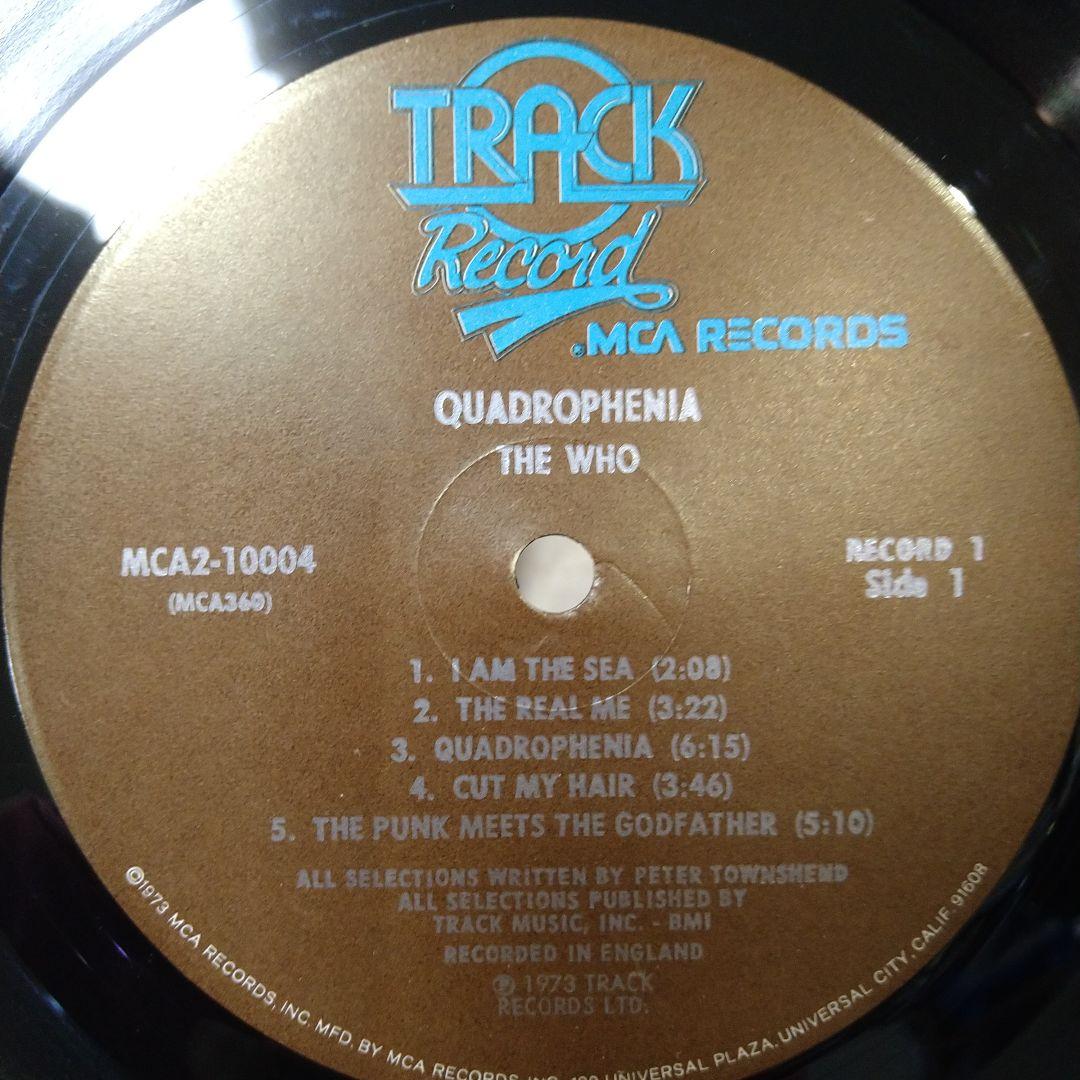 TRACK
Record
®MCA RECORDS
QUADROPHENIA
THE WHO
MCA2-10004
(MCA360)
RECORD 1
Side 1
1. I AM THE SEA (2:08)
2. THE REAL ME (3:22)
3. QUADROPHENIA (6:15)
4. CUT MY HAIR (3:46)
5. THE PUNK MEETS THE GODFATHER (5:10)
ALL SELECTIONS WRITTEN BY PETER TOWNSHEND
ALL SELECTIONS PUBLISHED BY
TRACK MUSIC, INC. - BMI
RECORDED IN ENGLAND
℗ 1973 TRACK
RECORDS LTD.
©1973 MCA RECORDS, INC. MFD. BY MCA RECORDS, INC. UNIVERSAL PLAZA, UNIVERSAL CITY, CALIF. 91608